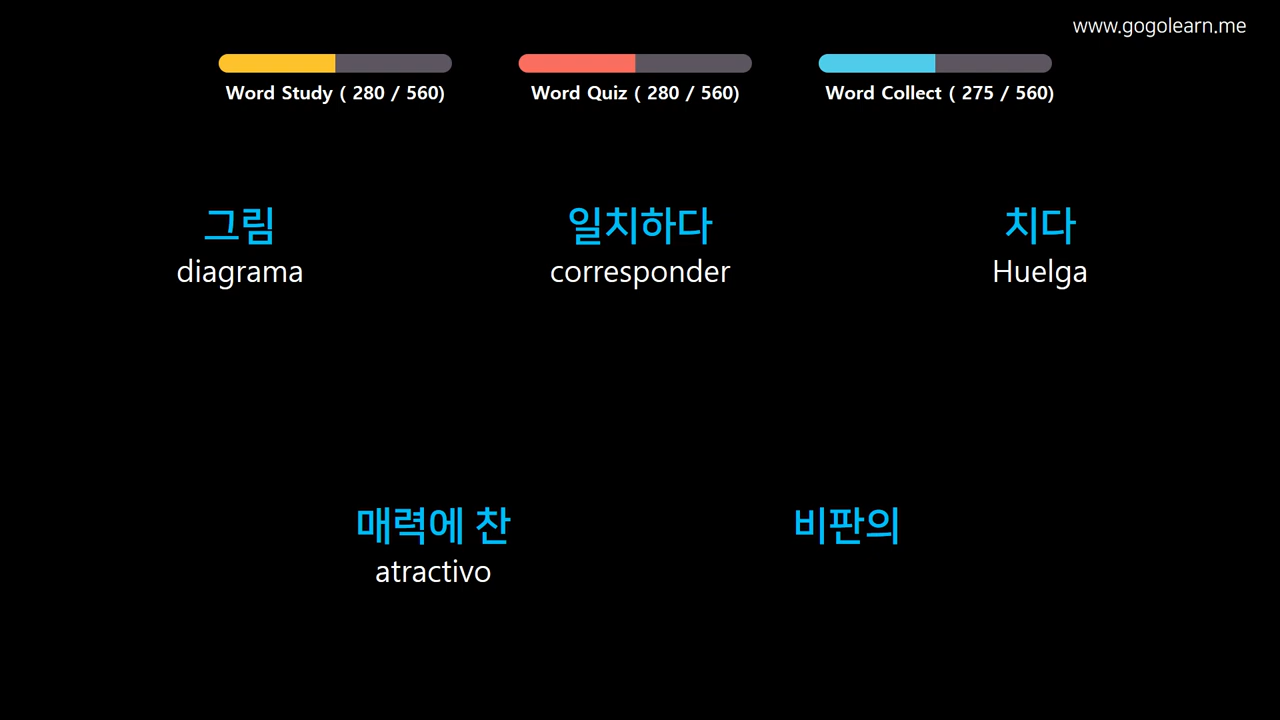 www.gogolearn.me
Word Study ( 280 / 560)
Word Quiz ( 280 / 560)
Word Collect ( 275 / 560)
그림
diagrama
일치하다
corresponder
치다
Huelga
매력에 찬
atractivo
비판의